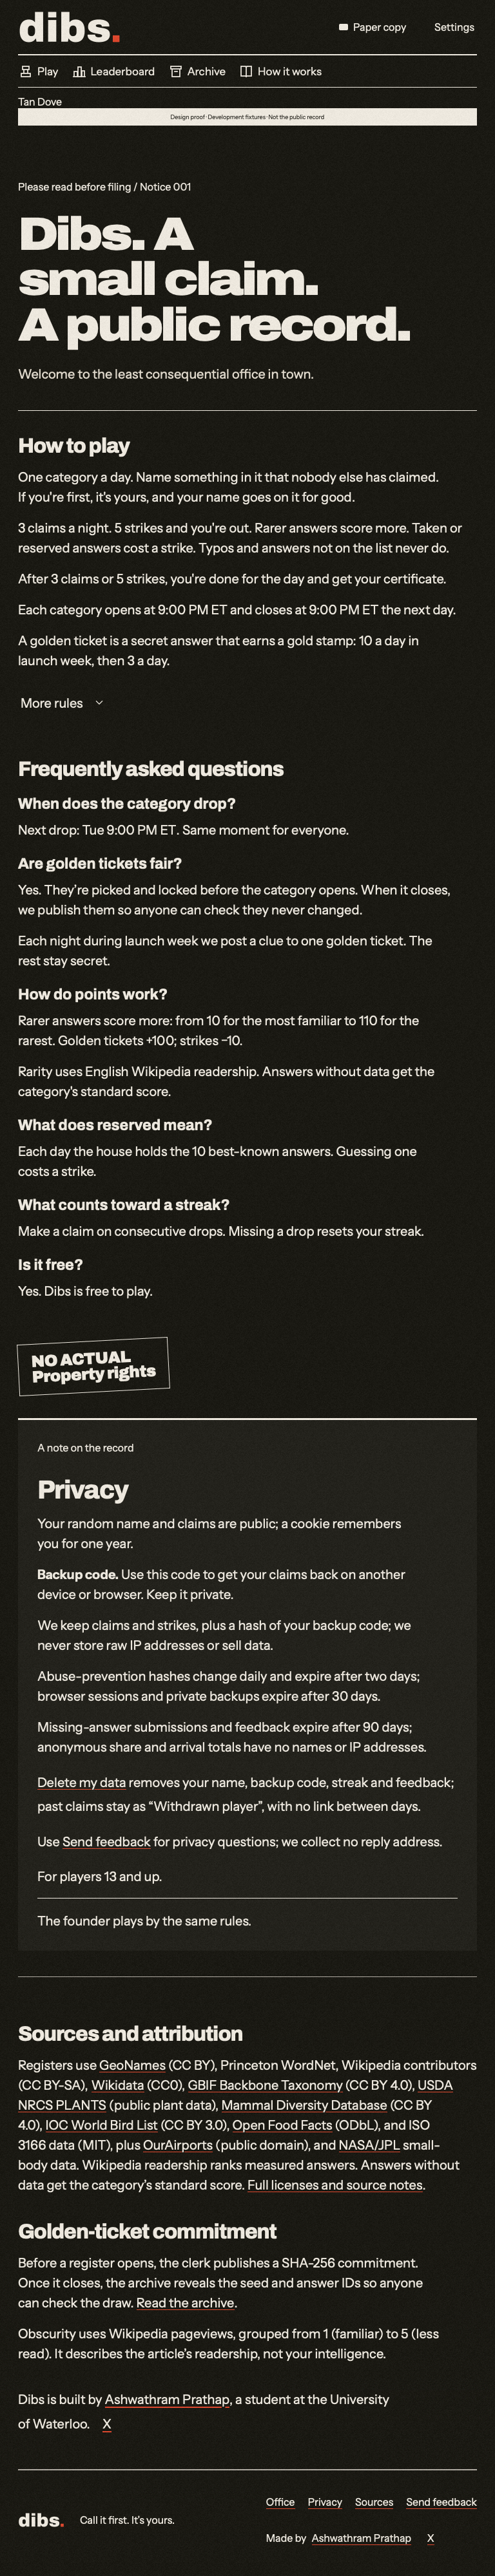 dibs.
Paper copy Settings
Play Leaderboard Archive How it works
Tan Dove
Design proof · Development fixtures · Not the public record
Please read before filing / Notice 001
Dibs. A
small claim.
A public record.
Welcome to the least consequential office in town.
How to play
One category a day. Name something in it that nobody else has claimed.
If you're first, it's yours, and your name goes on it for good.
3 claims a night. 5 strikes and you're out. Rarer answers score more. Taken or
reserved answers cost a strike. Typos and answers not on the list never do.
After 3 claims or 5 strikes, you're done for the day and get your certificate.
Each category opens at 9:00 PM ET and closes at 9:00 PM ET the next day.
A golden ticket is a secret answer that earns a gold stamp: 10 a day in
launch week, then 3 a day.
More rules
Frequently asked questions
When does the category drop?
Next drop: Tue 9:00 PM ET. Same moment for everyone.
Are golden tickets fair?
Yes. They're picked and locked before the category opens. When it closes,
we publish them so anyone can check they never changed.
Each night during launch week we post a clue to one golden ticket. The
rest stay secret.
How do points work?
Rarer answers score more: from 10 for the most familiar to 110 for the
rarest. Golden tickets +100; strikes −10.
Rarity uses English Wikipedia readership. Answers without data get the
category's standard score.
What does reserved mean?
Each day the house holds the 10 best-known answers. Guessing one
costs a strike.
What counts toward a streak?
Make a claim on consecutive drops. Missing a drop resets your streak.
Is it free?
Yes. Dibs is free to play.
NO ACTUAL
Property rights
A note on the record
Privacy
Your random name and claims are public; a cookie remembers
you for one year.
Backup code. Use this code to get your claims back on another
device or browser. Keep it private.
We keep claims and strikes, plus a hash of your backup code; we
never store raw IP addresses or sell data.
Abuse-prevention hashes change daily and expire after two days;
browser sessions and private backups expire after 30 days.
Missing-answer submissions and feedback expire after 90 days;
anonymous share and arrival totals have no names or IP addresses.
Delete my data removes your name, backup code, streak and feedback;
past claims stay as “Withdrawn player”, with no link between days.
Use Send feedback for privacy questions; we collect no reply address.
For players 13 and up.
The founder plays by the same rules.
Sources and attribution
Registers use GeoNames (CC BY), Princeton WordNet, Wikipedia contributors
(CC BY-SA), Wikidata (CC0), GBIF Backbone Taxonomy (CC BY 4.0), USDA
NRCS PLANTS (public plant data), Mammal Diversity Database (CC BY
4.0), IOC World Bird List (CC BY 3.0), Open Food Facts (ODbL), and ISO
3166 data (MIT), plus OurAirports (public domain), and NASA/JPL small-
body data. Wikipedia readership ranks measured answers. Answers without
data get the category's standard score. Full licenses and source notes.
Golden-ticket commitment
Before a register opens, the clerk publishes a SHA-256 commitment.
Once it closes, the archive reveals the seed and answer IDs so anyone
can check the draw. Read the archive.
Obscurity uses Wikipedia pageviews, grouped from 1 (familiar) to 5 (less
read). It describes the article's readership, not your intelligence.
Dibs is built by Ashwathram Prathap, a student at the University
of Waterloo. X
Office Privacy Sources Send feedback
dibs. Call it first. It's yours.
Made by Ashwathram Prathap X